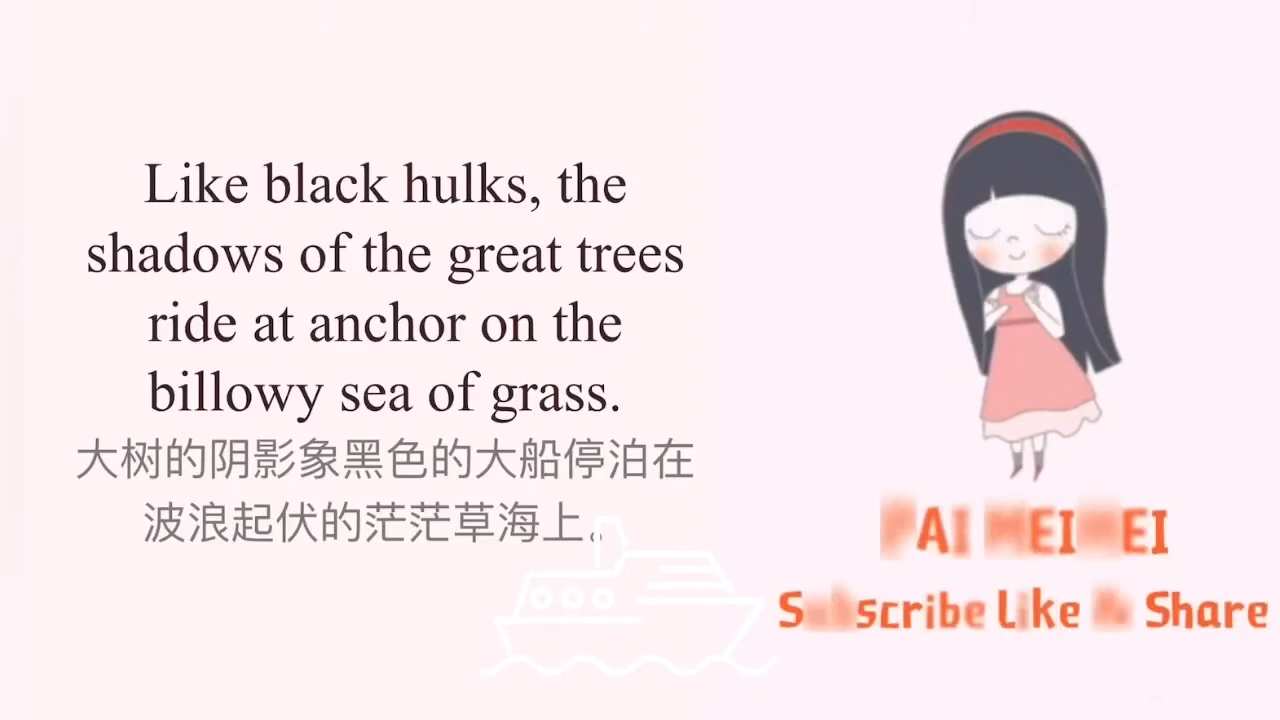 Like black hulks, the
shadows of the great trees
ride at anchor on the
billowy sea of grass.
大树的阴影象黑色的大船停泊在
波浪起伏的茫茫草海上。
Like Share